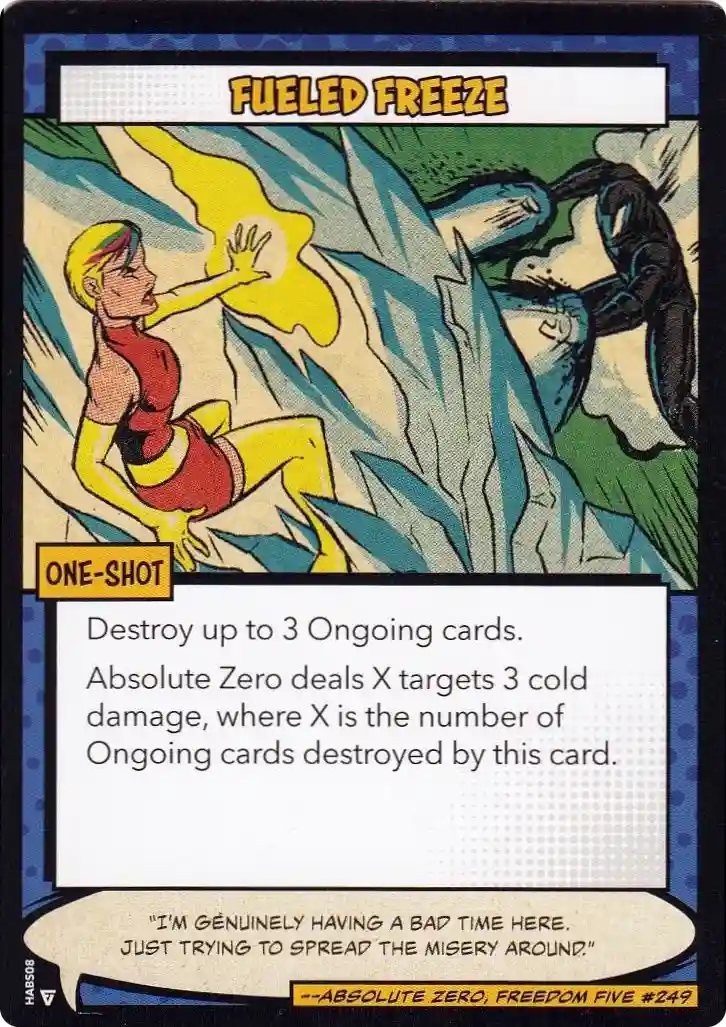 FUELED FREEZE
ONE-SHOT
Destroy up to 3 Ongoing cards.
Absolute Zero deals X targets 3 cold
damage, where X is the number of
Ongoing cards destroyed by this card.
"I'M GENUINELY HAVING A BAD TIME HERE.
JUST TRYING TO SPREAD THE MISERY AROUND."
--ABSOLUTE ZERO, FREEDOM FIVE #249
HABS08